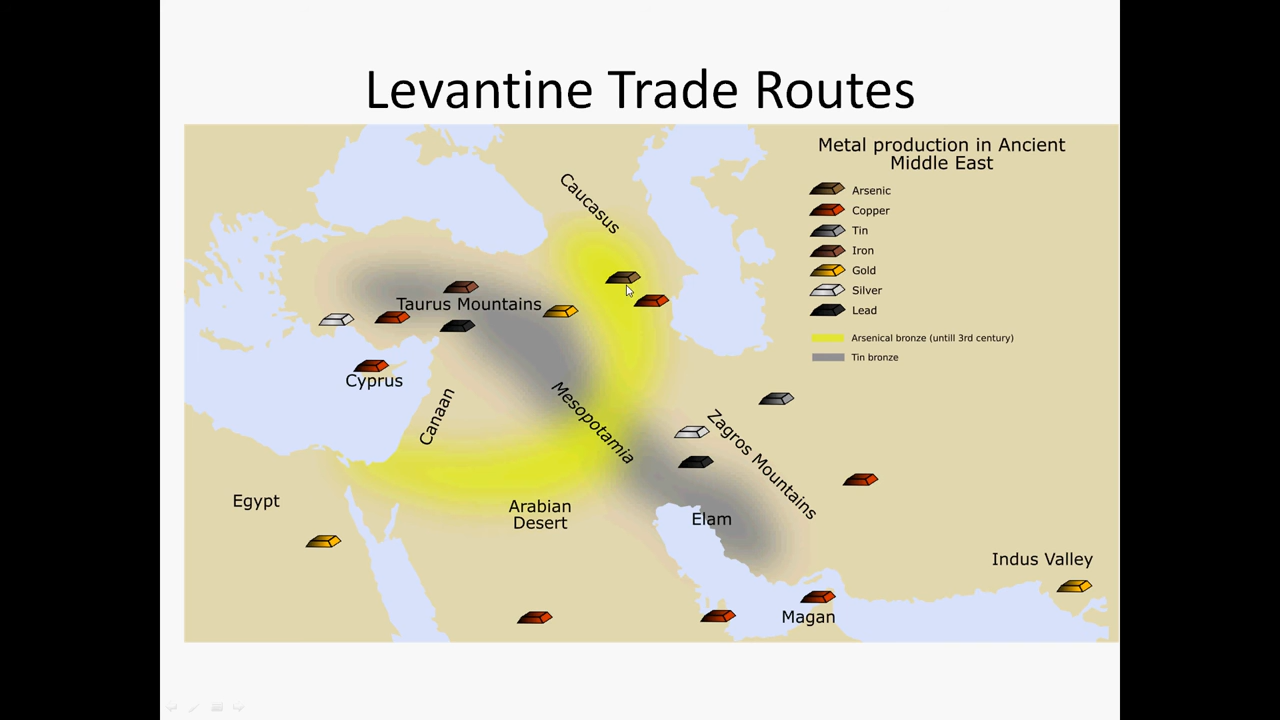 Levantine Trade Routes
Metal production in Ancient
Middle East
Arsenic
Copper
Tin
Iron
Gold
Silver
Lead
Arsenical bronze (untill 3rd century)
Tin bronze
Caucasus
Taurus Mountains
Cyprus
Canaan
Mesopotamia
Zagros Mountains
Egypt
Arabian
Desert
Elam
Indus Valley
Magan